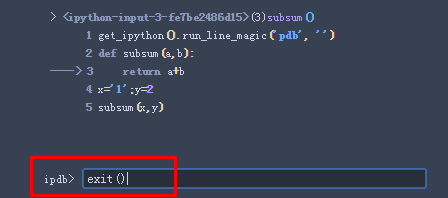 > <ipython-input-3-fe7be2486d15>(3)subsum()
1 get_ipython().run_line_magic('pdb', '')
2 def subsum(a,b):
----> 3     return a+b
4 x='1';y=2
5 subsum(x,y)
ipdb> exit()